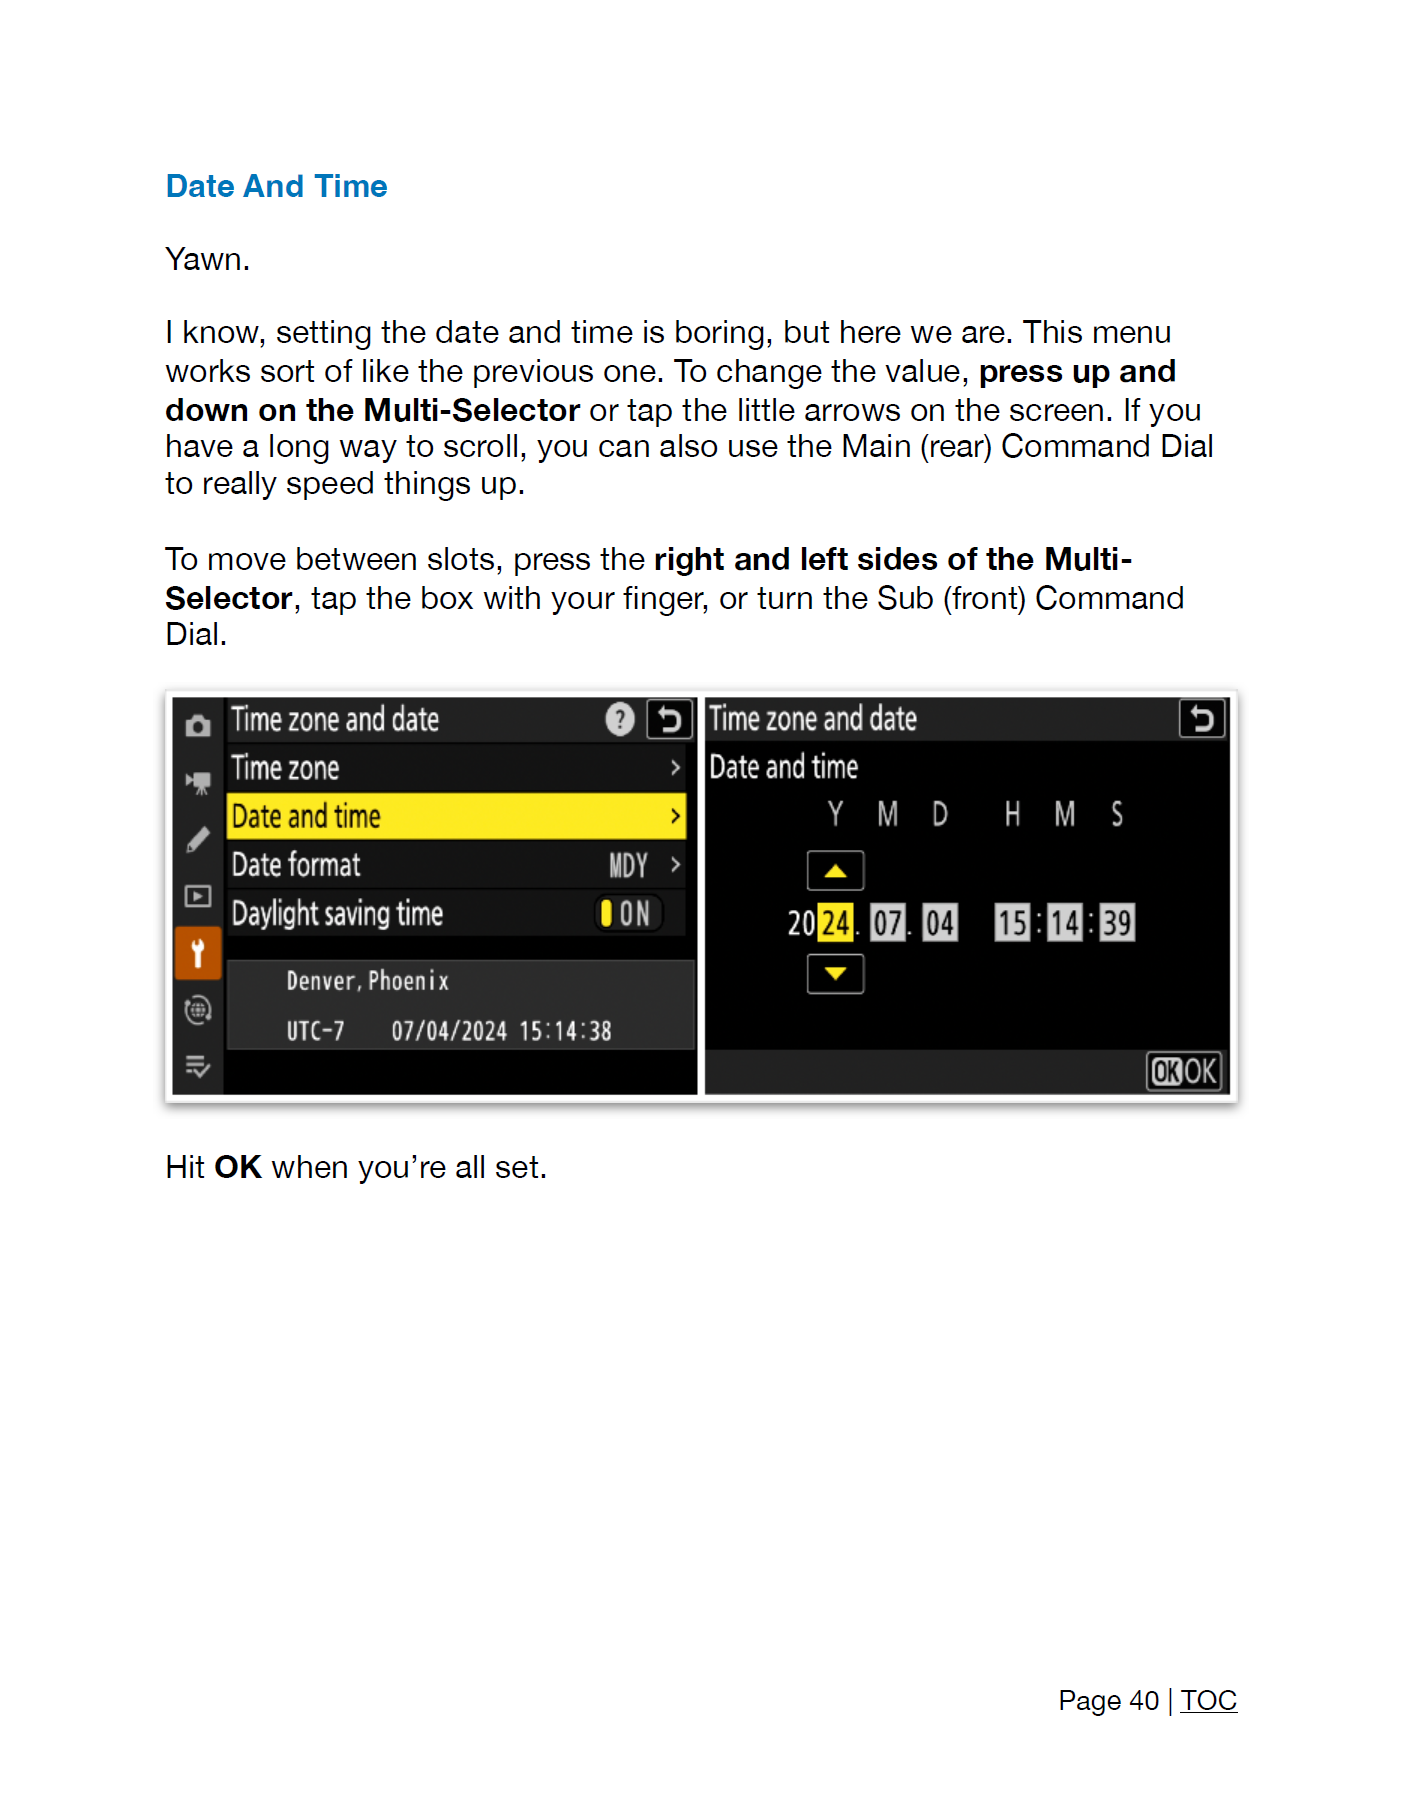 Date And Time
Yawn.
I know, setting the date and time is boring, but here we are. This menu
works sort of like the previous one. To change the value, press up and
down on the Multi-Selector or tap the little arrows on the screen. If you
have a long way to scroll, you can also use the Main (rear) Command Dial
to really speed things up.
To move between slots, press the right and left sides of the Multi-
Selector, tap the box with your finger, or turn the Sub (front) Command
Dial.
Time zone and date ?
Time zone >
Date and time >
Date format MDY >
Daylight saving time ON
Denver, Phoenix
UTC-7 07/04/2024 15:14:38
Time zone and date
Date and time
Y M D H M S
2024. 07. 04 15:14:39
OK OK
Hit OK when you’re all set.
Page 40 | TOC